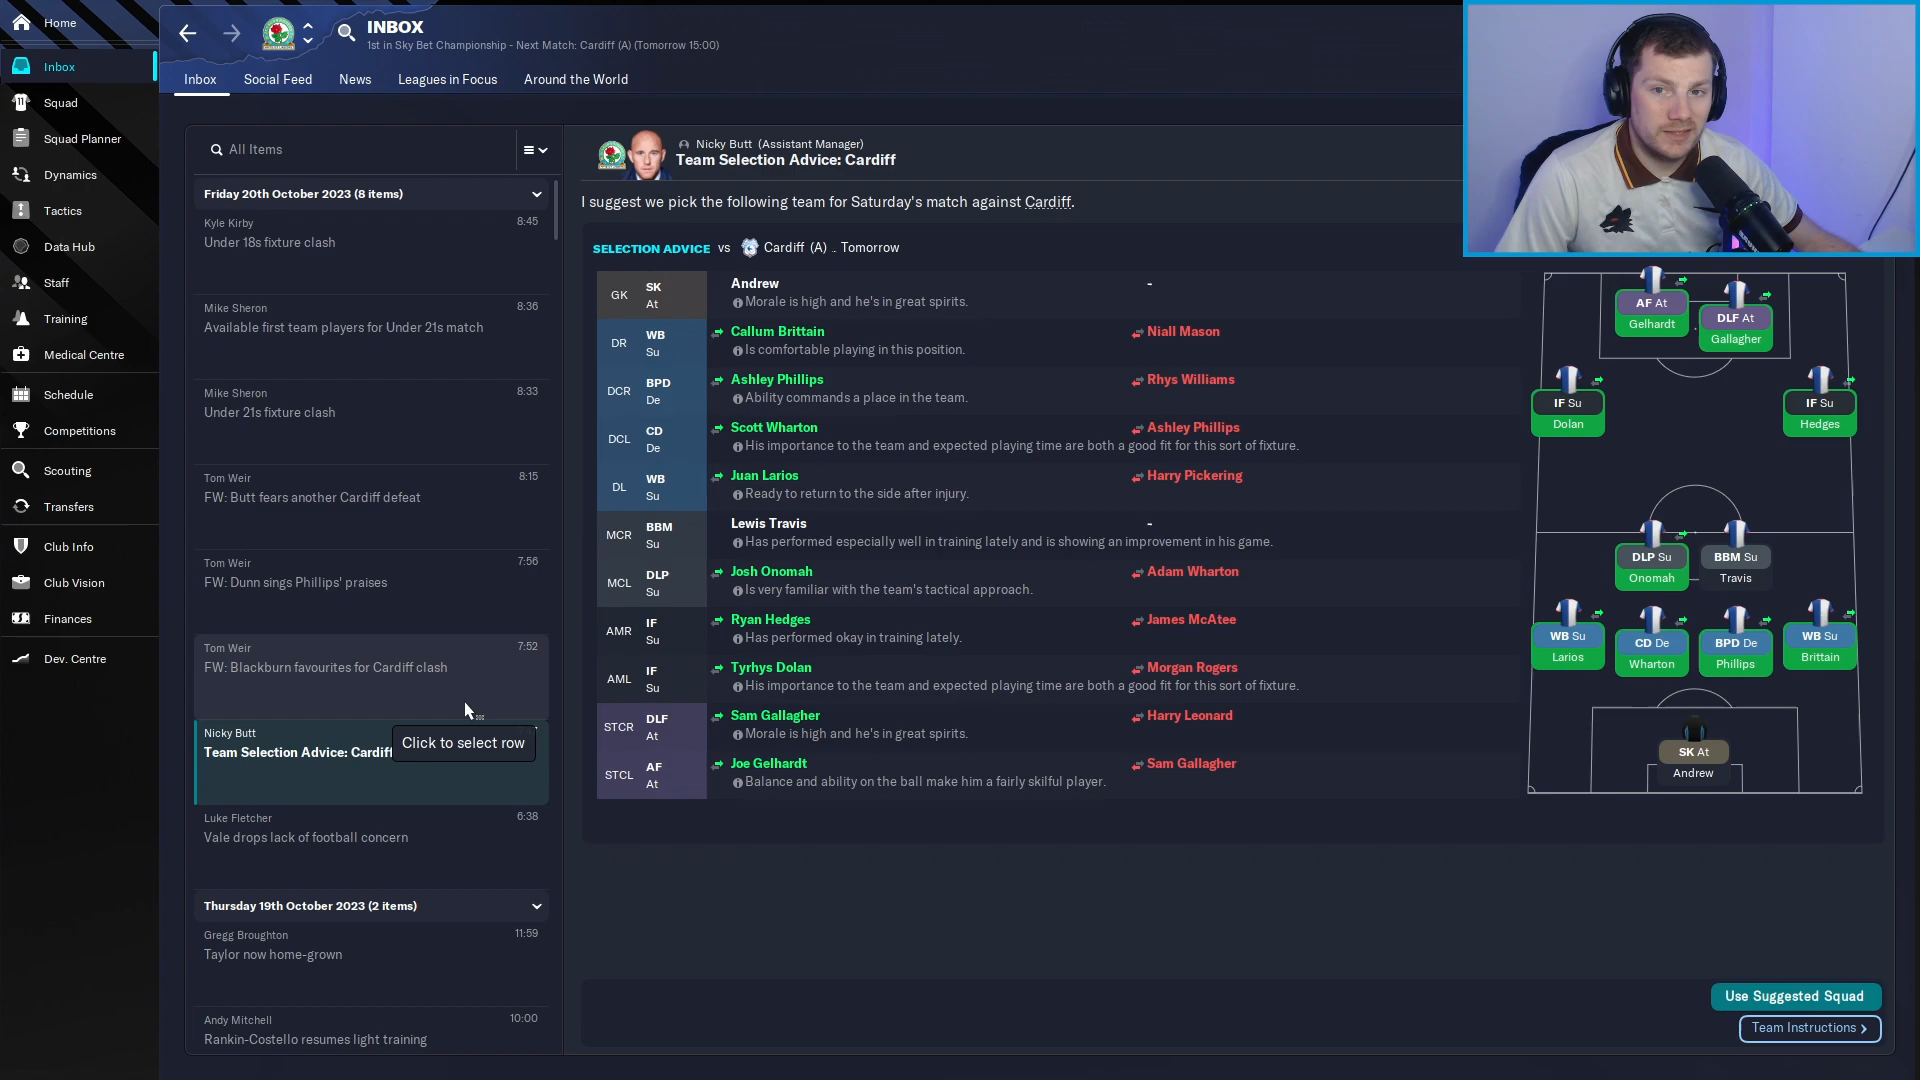 Home
Inbox
Squad
Squad Planner
Dynamics
Tactics
Data Hub
Staff
Training
Medical Centre
Schedule
Competitions
Scouting
Transfers
Club Info
Club Vision
Finances
Dev. Centre
INBOX
1st in Sky Bet Championship - Next Match: Cardiff (A) (Tomorrow 15:00)
Inbox Social Feed News Leagues in Focus Around the World
All Items
Friday 20th October 2023 (8 items)
Kyle Kirby 8:45
Under 18s fixture clash
Mike Sheron 8:36
Available first team players for Under 21s match
Mike Sheron 8:33
Under 21s fixture clash
Tom Weir 8:15
FW: Butt fears another Cardiff defeat
Tom Weir 7:56
FW: Dunn sings Phillips' praises
Tom Weir 7:52
FW: Blackburn favourites for Cardiff clash
Nicky Butt
Team Selection Advice: Cardiff
Click to select row
Luke Fletcher 6:38
Vale drops lack of football concern
Thursday 19th October 2023 (2 items)
Gregg Broughton 11:59
Taylor now home-grown
Andy Mitchell 10:00
Rankin-Costello resumes light training
Nicky Butt (Assistant Manager)
Team Selection Advice: Cardiff
I suggest we pick the following team for Saturday's match against Cardiff.
SELECTION ADVICE vs Cardiff (A) .. Tomorrow
GK SK At Andrew -
Morale is high and he's in great spirits.
DR WB Su Callum Brittain Niall Mason
Is comfortable playing in this position.
DCR BPD De Ashley Phillips Rhys Williams
Ability commands a place in the team.
DCL CD De Scott Wharton Ashley Phillips
His importance to the team and expected playing time are both a good fit for this sort of fixture.
DL WB Su Juan Larios Harry Pickering
Ready to return to the side after injury.
MCR BBM Su Lewis Travis -
Has performed especially well in training lately and is showing an improvement in his game.
MCL DLP Su Josh Onomah Adam Wharton
Is very familiar with the team's tactical approach.
AMR IF Su Ryan Hedges James McAtee
Has performed okay in training lately.
AML IF Su Tyrhys Dolan Morgan Rogers
His importance to the team and expected playing time are both a good fit for this sort of fixture.
STCR DLF At Sam Gallagher Harry Leonard
Morale is high and he's in great spirits.
STCL AF At Joe Gelhardt Sam Gallagher
Balance and ability on the ball make him a fairly skilful player.
AF At
Gelhardt
DLF At
Gallagher
IF Su
Dolan
IF Su
Hedges
DLP Su
Onomah
BBM Su
Travis
WB Su
Larios
CD De
Wharton
BPD De
Phillips
WB Su
Brittain
SK At
Andrew
Use Suggested Squad
Team Instructions >